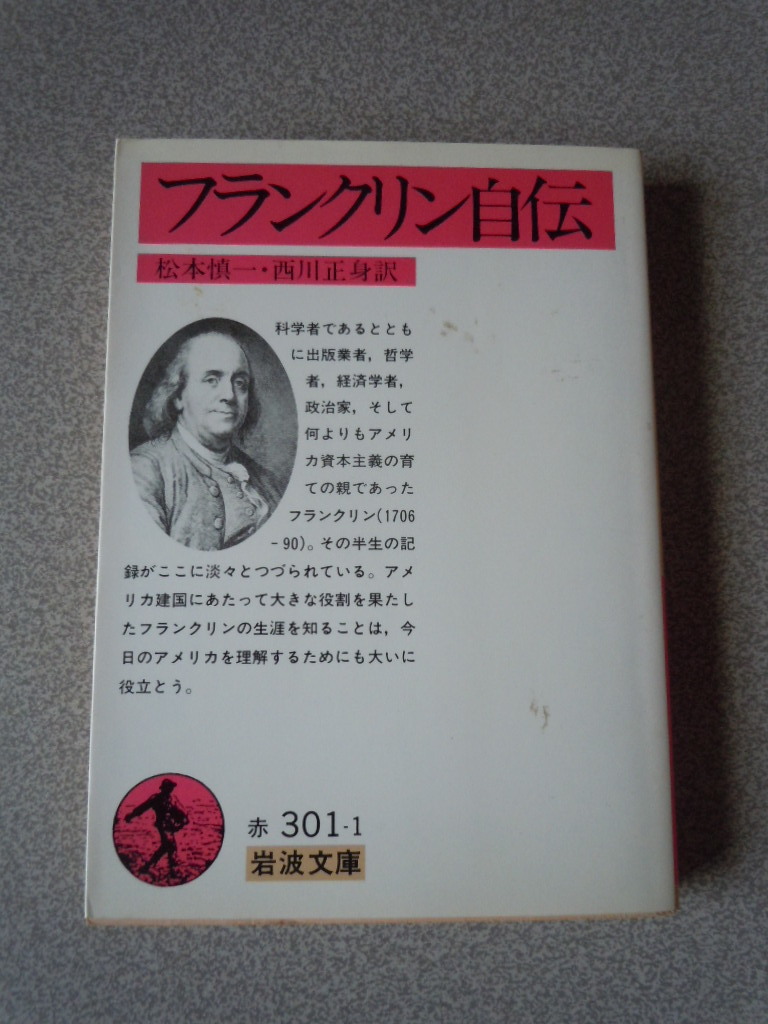 フランクリン自伝
松本慎一・西川正身訳
科学者であるととも
に出版業者，哲学
者，経済学者，
政治家，そして
何よりもアメリ
カ資本主義の育
ての親であった
フランクリン(1706
-90)。その半生の記
録がここに淡々とつづられている。アメ
リカ建国にあたって大きな役割を果たし
たフランクリンの生涯を知ることは，今
日のアメリカを理解するためにも大いに
役立とう。
赤 301-1
岩波文庫